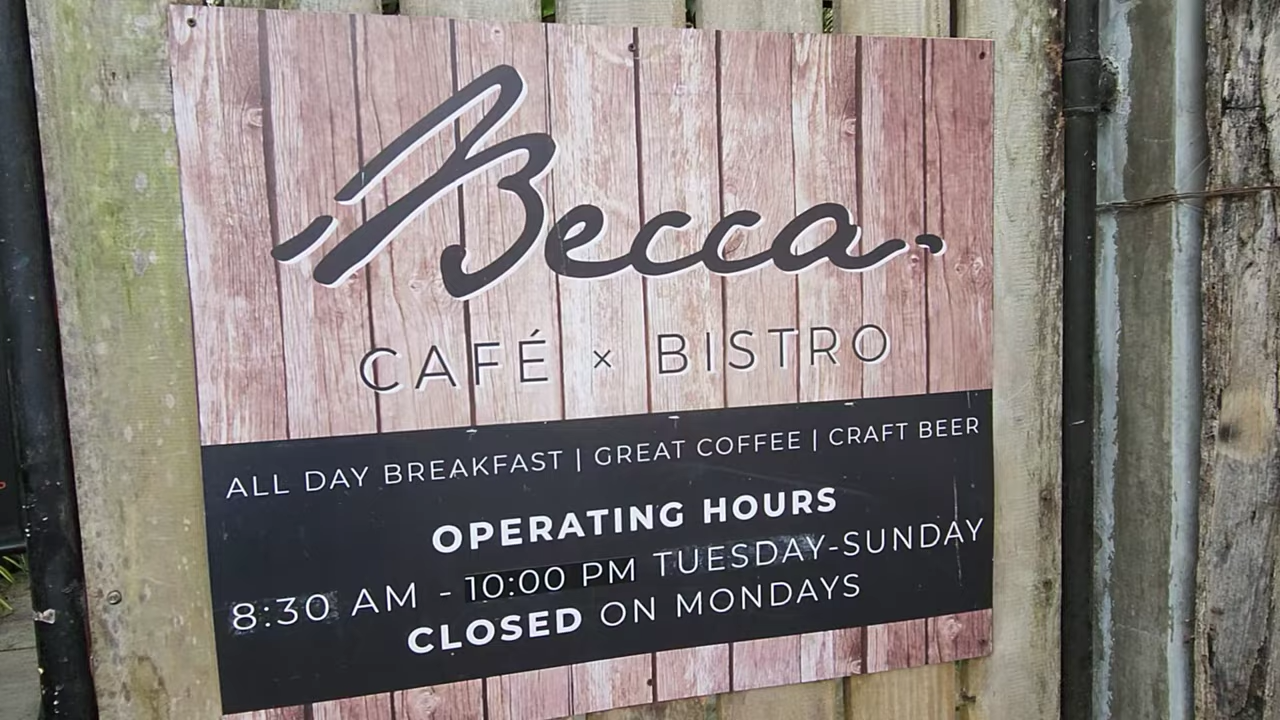 Becca
CAFÉ × BISTRO
ALL DAY BREAKFAST | GREAT COFFEE | CRAFT BEER
OPERATING HOURS
8:30 AM - 10:00 PM TUESDAY-SUNDAY
CLOSED ON MONDAYS